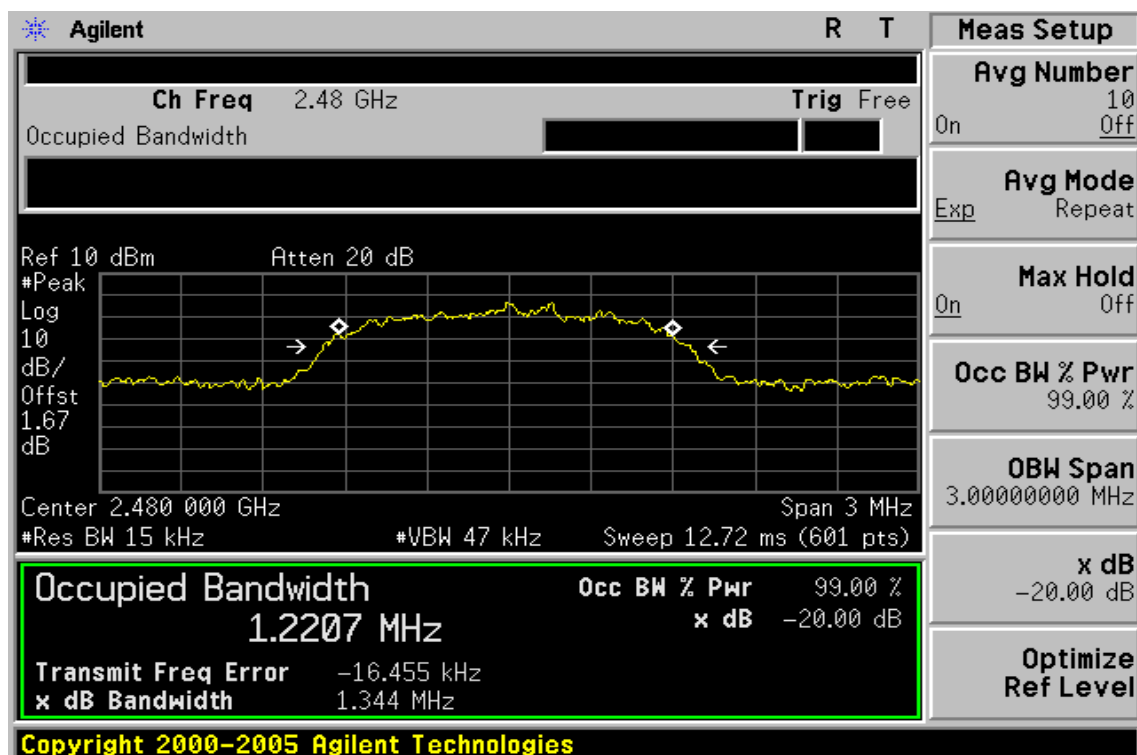 Agilent R T
Ch Freq 2.48 GHz Trig Free
Occupied Bandwidth
Ref 10 dBm Atten 20 dB
#Peak
Log
10
dB/
Offst
1.67
dB
Center 2.480 000 GHz Span 3 MHz
#Res BW 15 kHz #VBW 47 kHz Sweep 12.72 ms (601 pts)
Occupied Bandwidth Occ BW % Pwr 99.00 %
1.2207 MHz x dB -20.00 dB
Transmit Freq Error -16.455 kHz
x dB Bandwidth 1.344 MHz
Copyright 2000-2005 Agilent Technologies
Meas Setup
Avg Number
10
On Off
Avg Mode
Exp Repeat
Max Hold
On Off
Occ BW % Pwr
99.00 %
OBW Span
3.00000000 MHz
x dB
-20.00 dB
Optimize
Ref Level